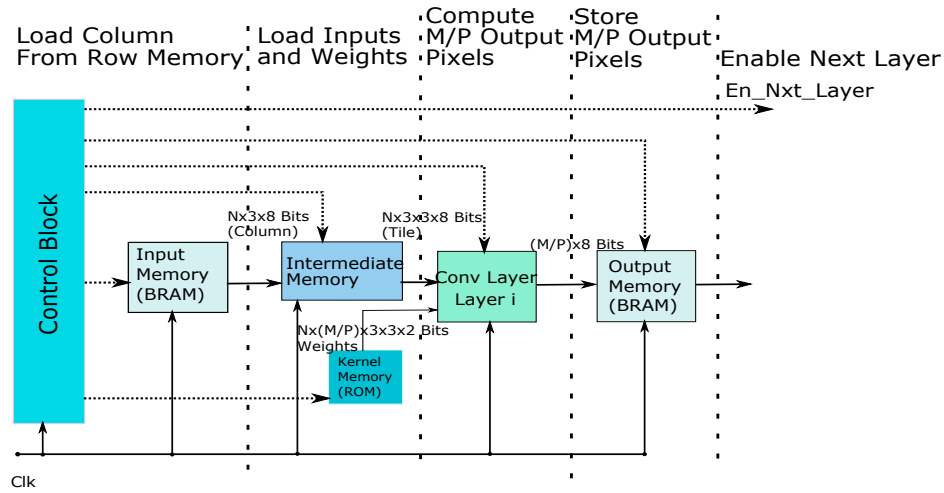 Load Column
From Row Memory
Load Inputs
and Weights
Compute
M/P Output
Pixels
Store
M/P Output
Pixels
Enable Next Layer
En_Nxt_Layer
Control Block
Nx3x8 Bits
(Column)
Nx3x3x8 Bits
(Tile)
(M/P)x8 Bits
Input
Memory
(BRAM)
Intermediate
Memory
Conv Layer
Layer i
Output
Memory
(BRAM)
Nx(M/P)x3x3x2 Bits
Weights
Kernel
Memory
(ROM)
Clk